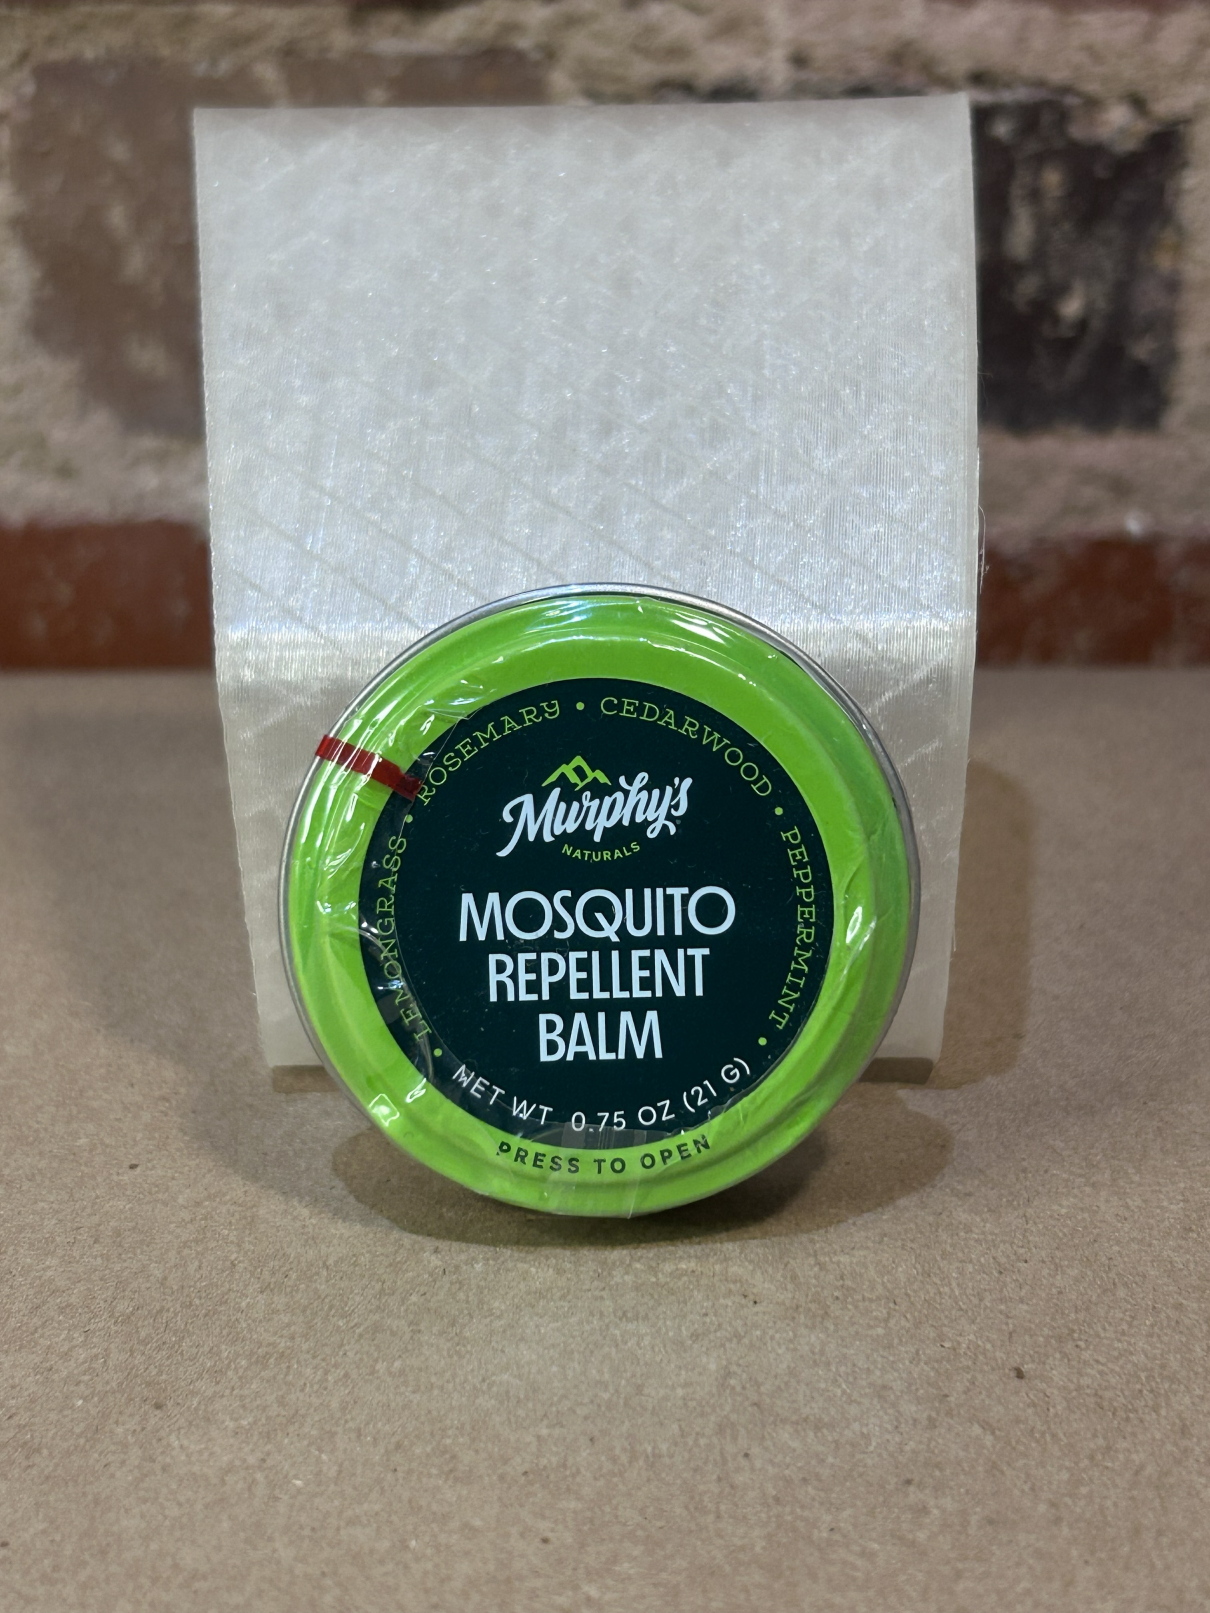 LEMONGRASS • ROSEMARY • CEDARWOOD • PEPPERMINT •
Murphy's
NATURALS
MOSQUITO
REPELLENT
BALM
NET WT 0.75 OZ (21 G)
PRESS TO OPEN